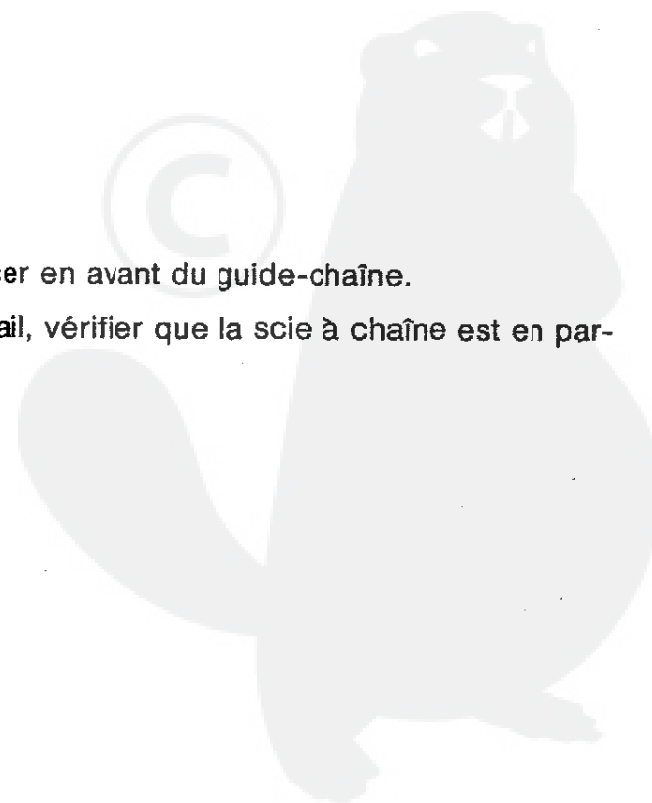 ©
er en avant du guide-chaîne.
ail, vérifier que la scie à chaîne est en par-